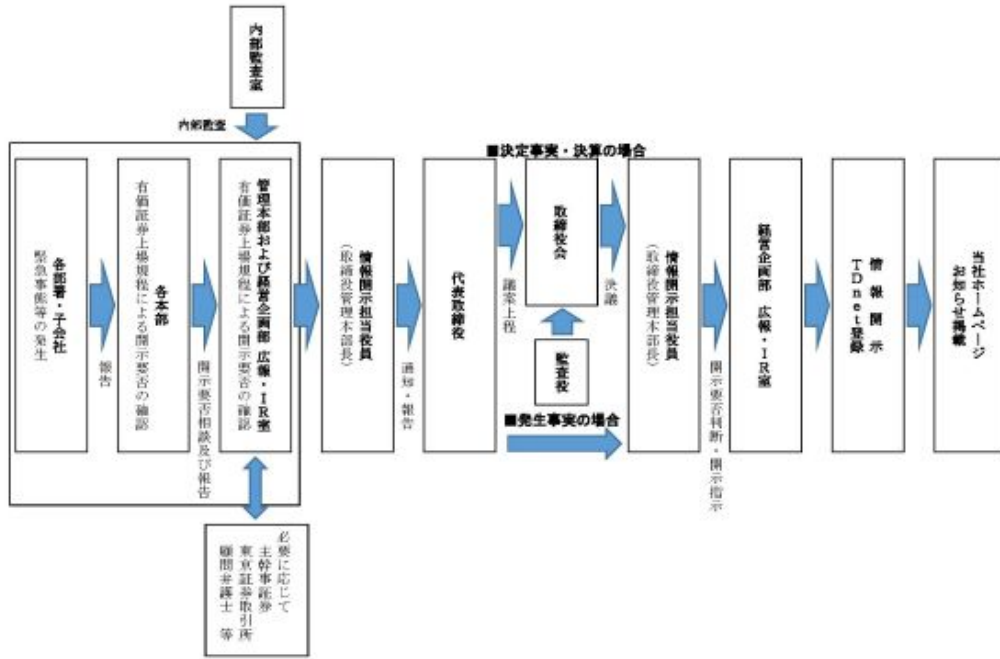 内部監査室
内部監査
各部署・子会社
緊急事態等の発生
報告
各本部
有価証券上場規程による開示要否の確認
開示要否相談及び報告
管理本部および経営企画部 広報・IR室
有価証券上場規程による開示要否の確認
必要に応じて
主幹事証券
東京証券取引所
顧問弁護士 等
情報開示担当役員
(取締役管理本部長)
通知・報告
代表取締役
■決定事実・決算の場合
議案上程
取締役会
決議
監査役
■発生事実の場合
情報開示担当役員
(取締役管理本部長)
開示要否判断・開示指示
経営企画部 広報・IR室
情報開示
TDnet登録
当社ホームページ
お知らせ掲載